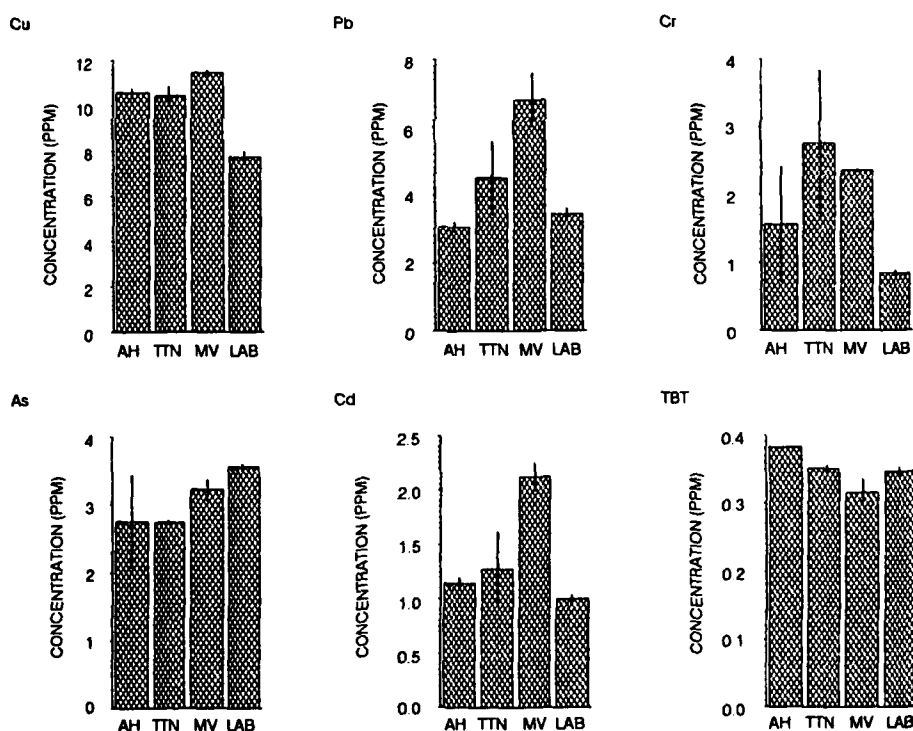 Cu
CONCENTRATION (PPM)
12
10
8
6
4
2
0
AH TTN MV LAB
Pb
CONCENTRATION (PPM)
8
6
4
2
0
AH TTN MV LAB
Cr
CONCENTRATION (PPM)
4
3
2
1
0
AH TTN MV LAB
As
CONCENTRATION (PPM)
4
3
2
1
0
AH TTN MV LAB
Cd
CONCENTRATION (PPM)
2.5
2.0
1.5
1.0
0.5
0.0
AH TTN MV LAB
TBT
CONCENTRATION (PPM)
0.4
0.3
0.2
0.1
0.0
AH TTN MV LAB